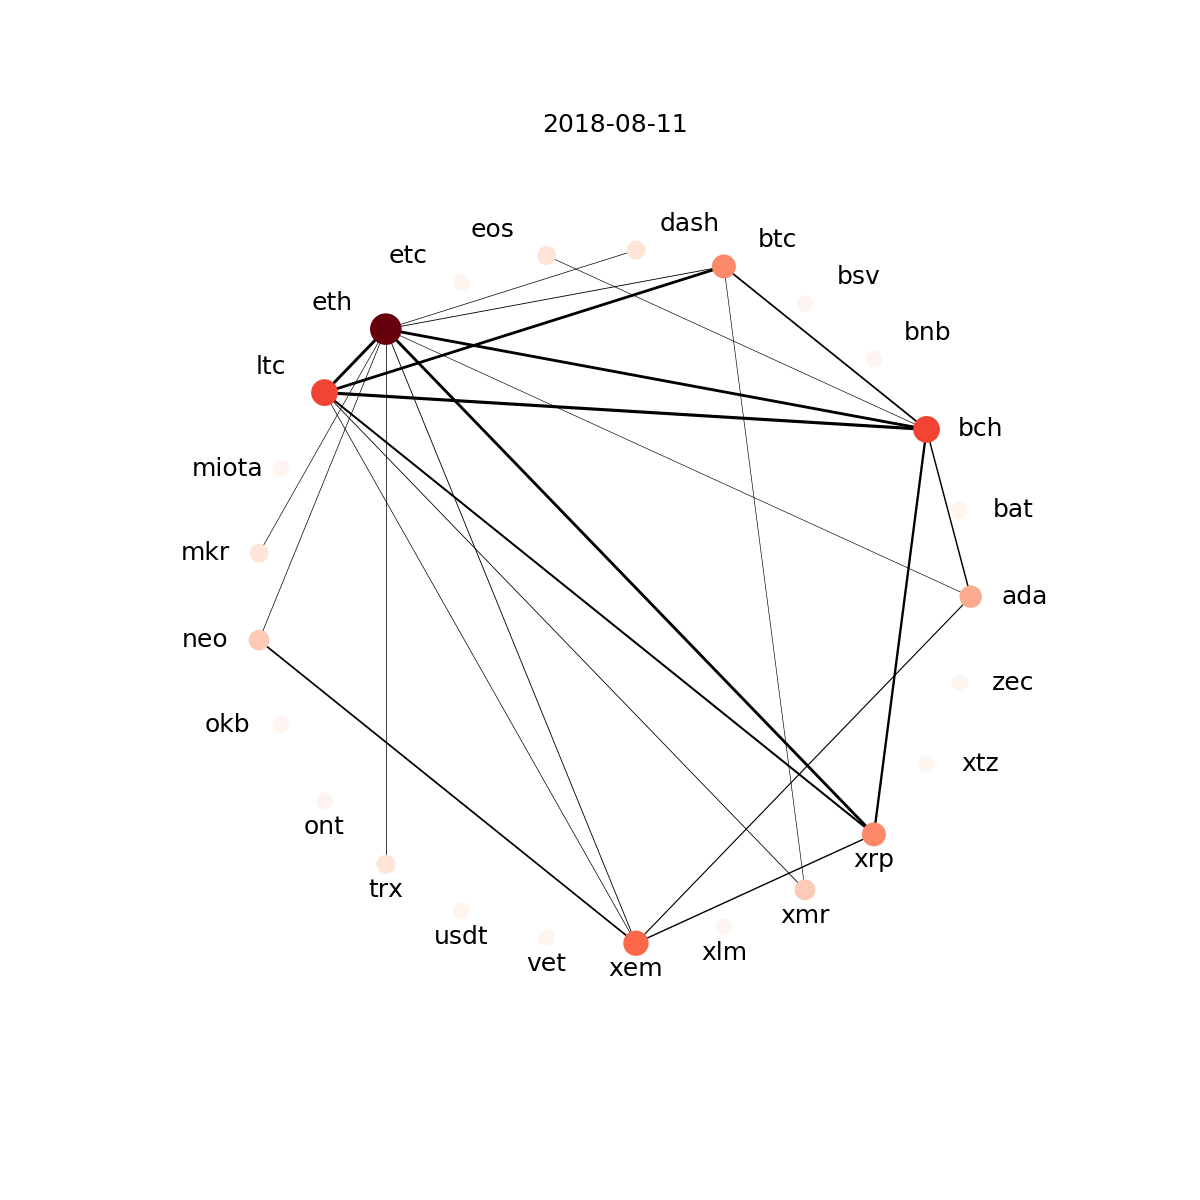 2018-08-11
dash
eos
btc
etc
bsv
eth
bnb
ltc
bch
miota
bat
mkr
ada
neo
zec
okb
xtz
ont
xrp
trx
xmr
usdt
xlm
vet
xem